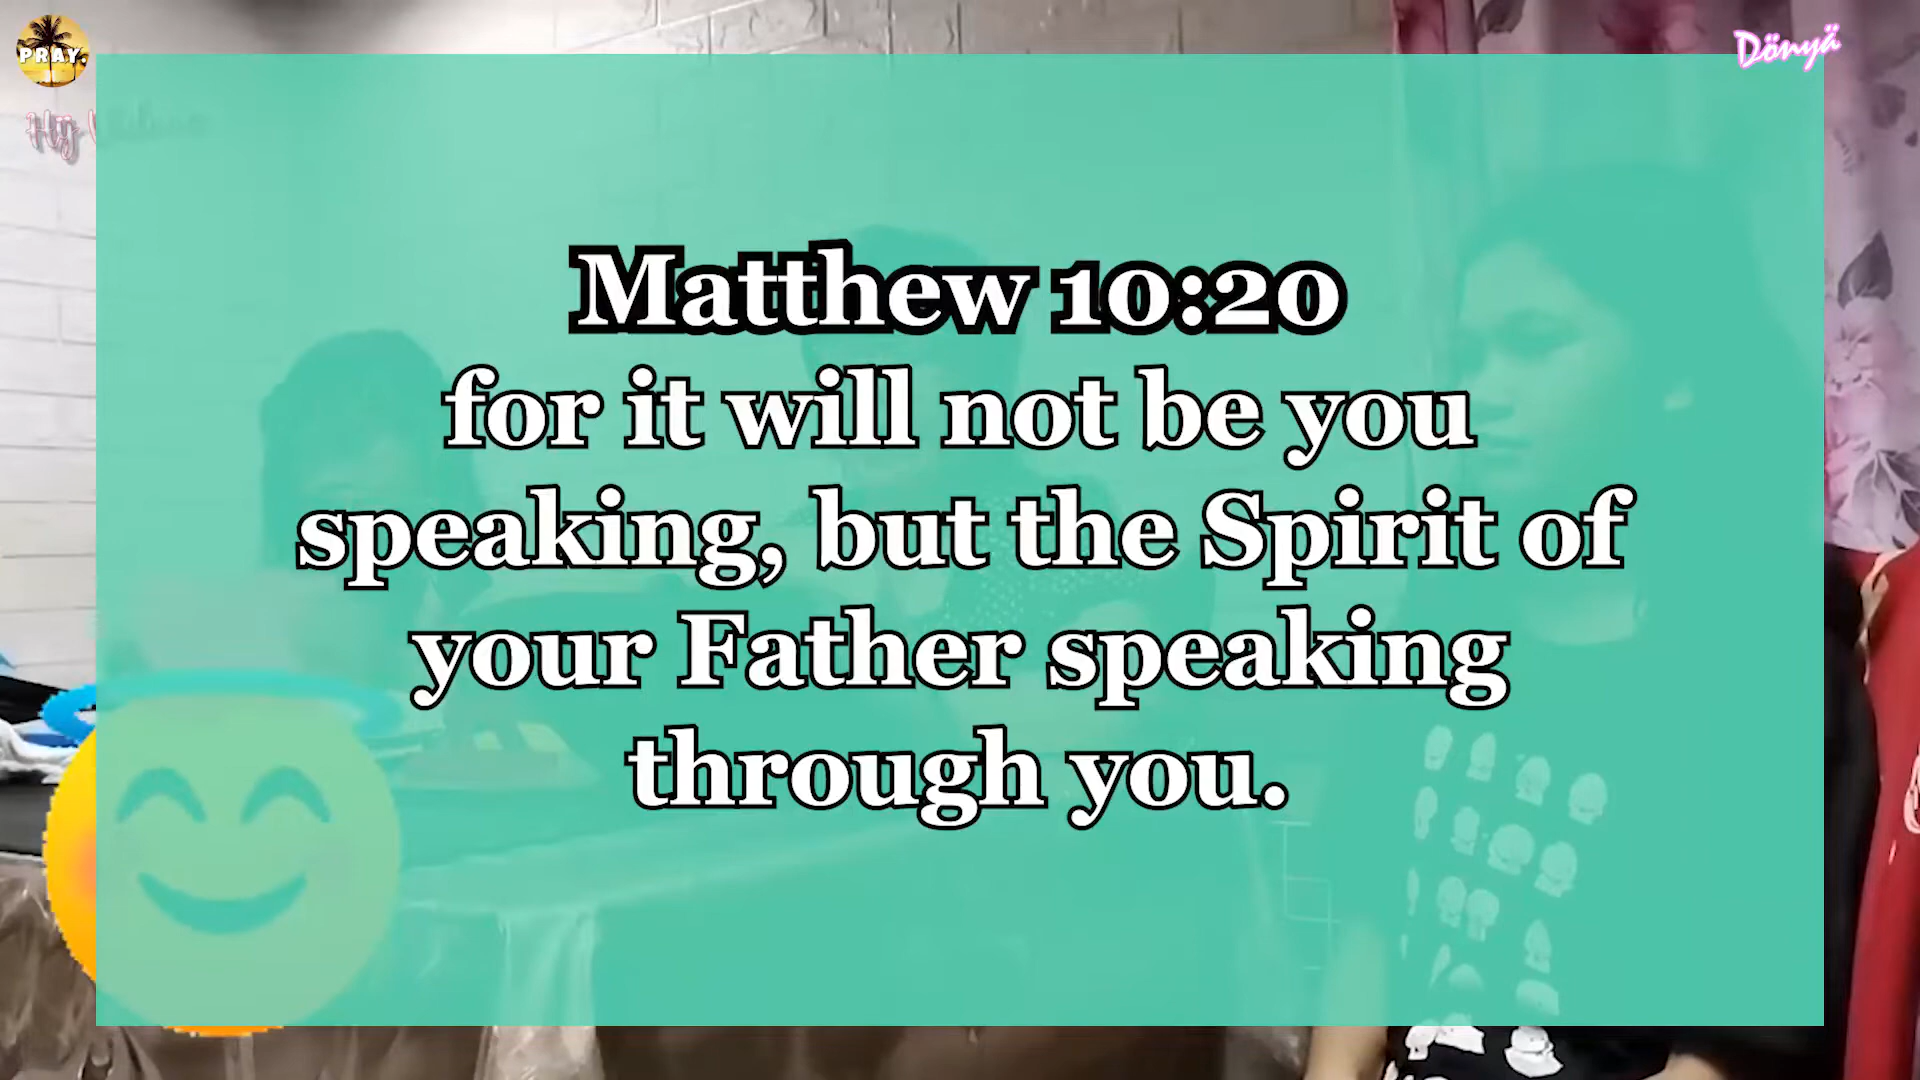 PRAY.
Dönyä
Matthew 10:20
for it will not be you
speaking, but the Spirit of
your Father speaking
through you.